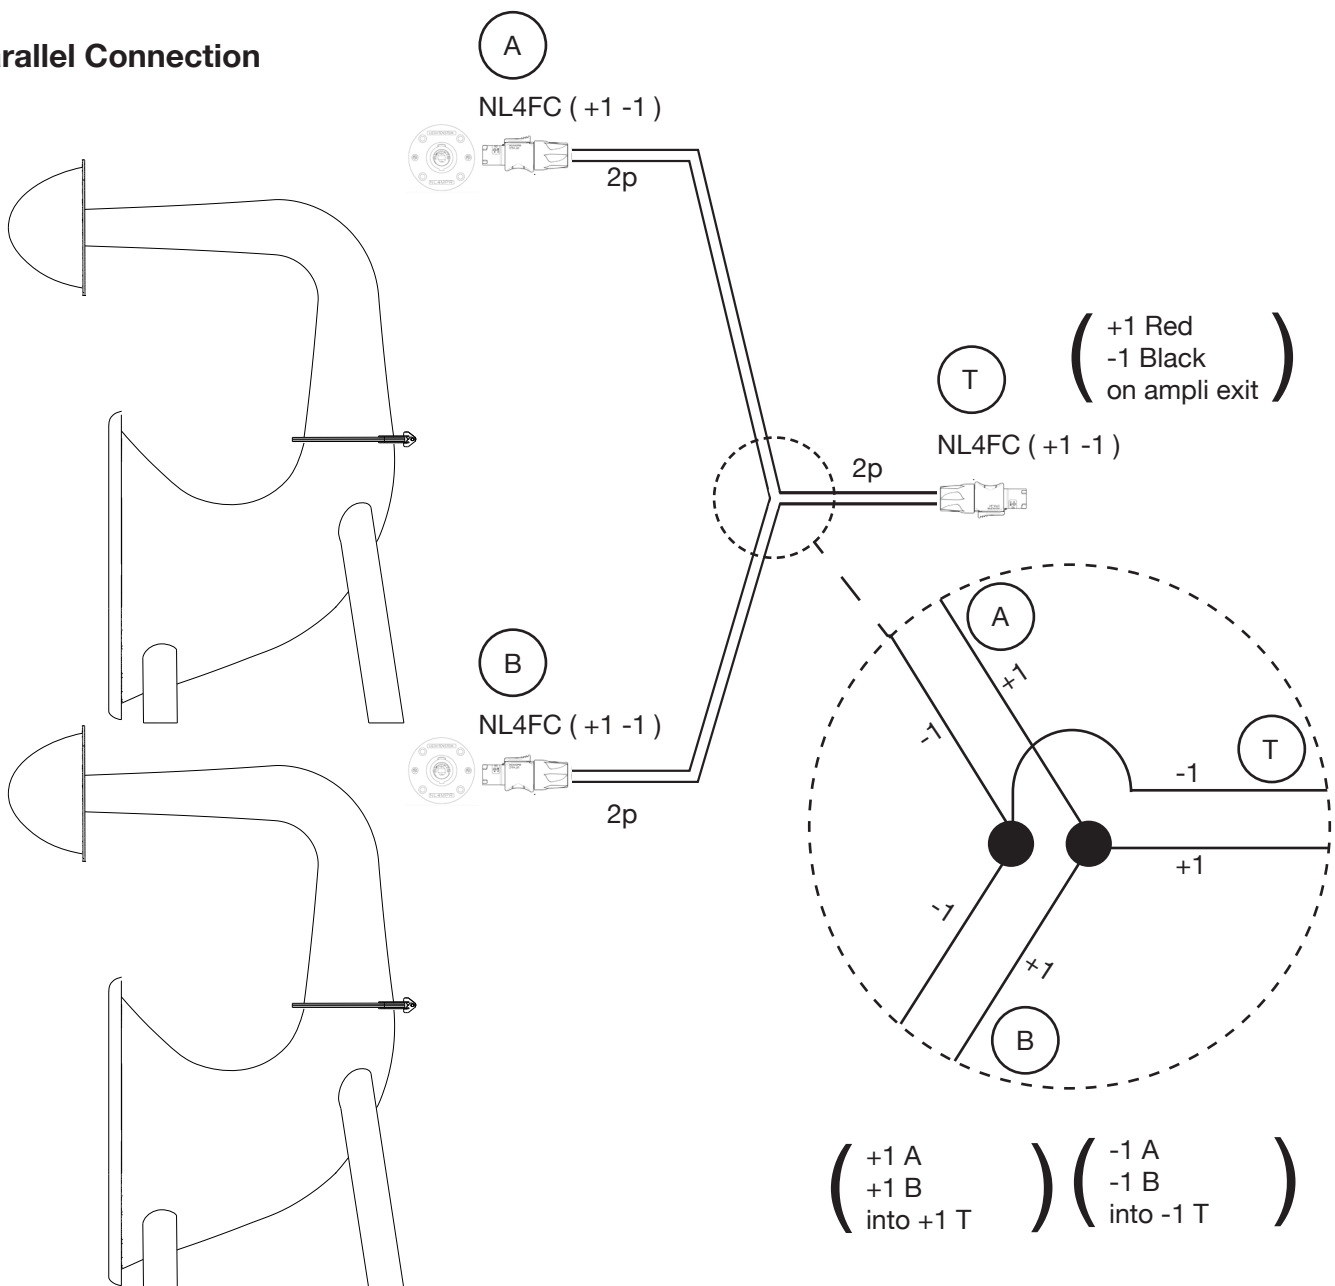 rallel Connection
A
NL4FC ( +1 -1 )
2p
+1 Red
-1 Black
on ampli exit
T
NL4FC ( +1 -1 )
2p
B
NL4FC ( +1 -1 )
2p
A
+1
-1
T
-1
+1
-1
+1
B
+1 A
+1 B
into +1 T
-1 A
-1 B
into -1 T